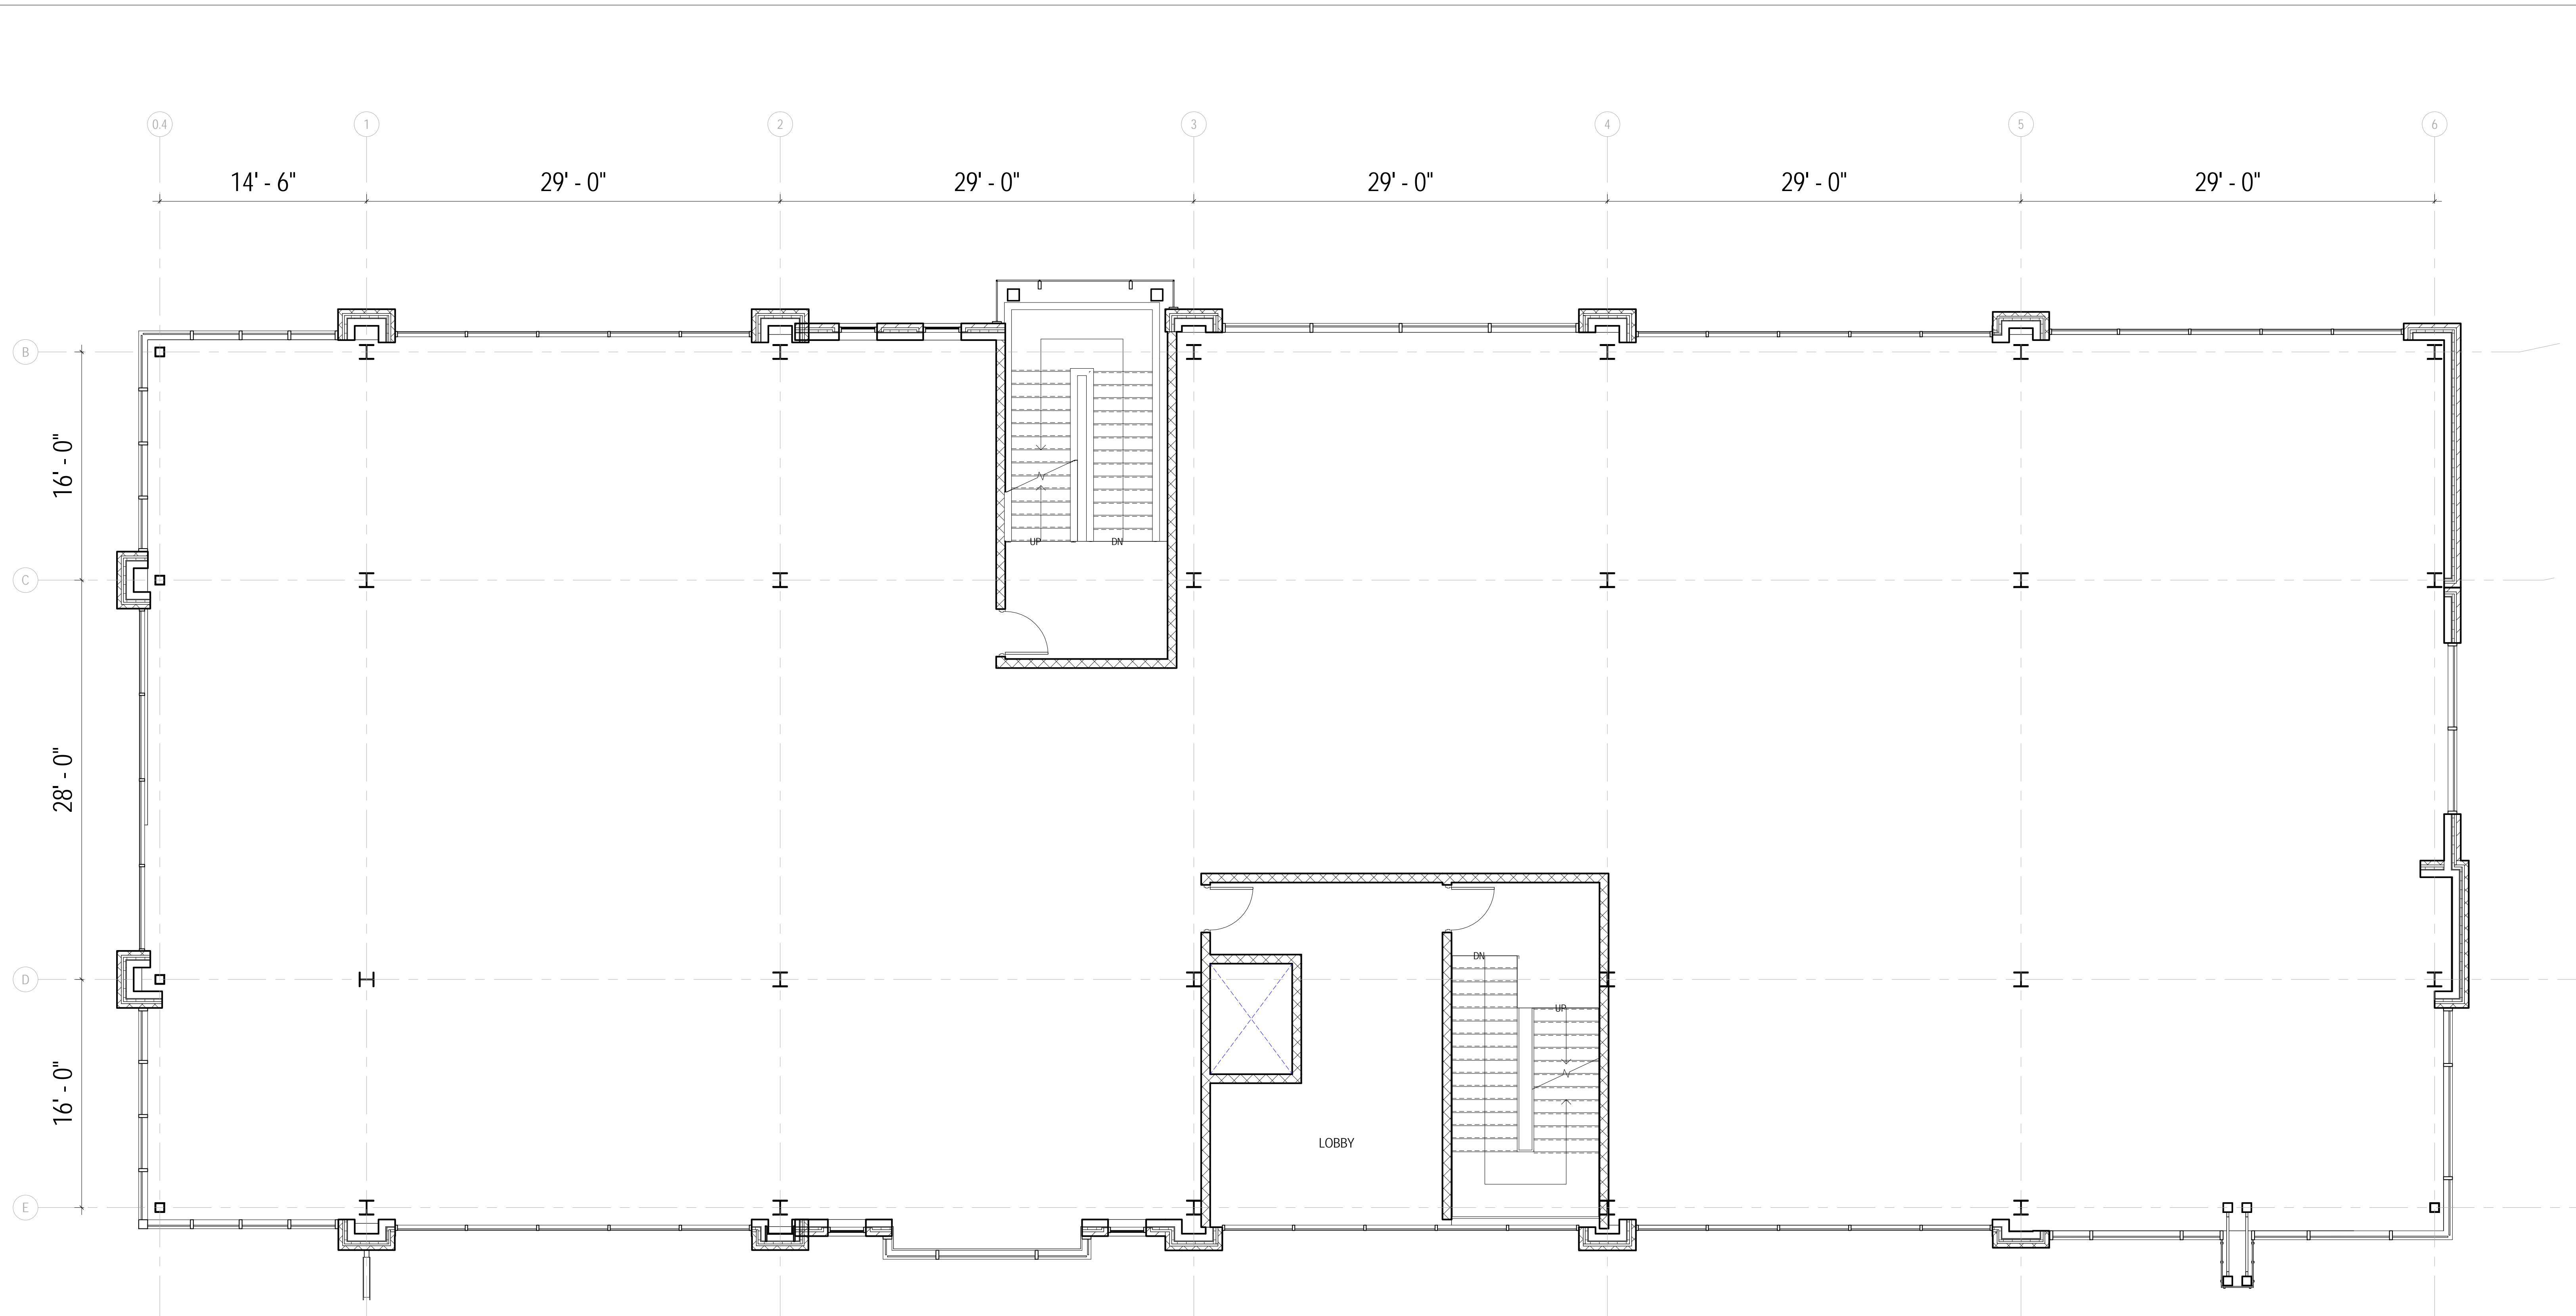 0.4 1 2 3 4 5 6
14' - 6" 29' - 0" 29' - 0" 29' - 0" 29' - 0" 29' - 0"
B
16' - 0"
UP DN
C
28' - 0"
DN
D
UP
16' - 0"
LOBBY
E